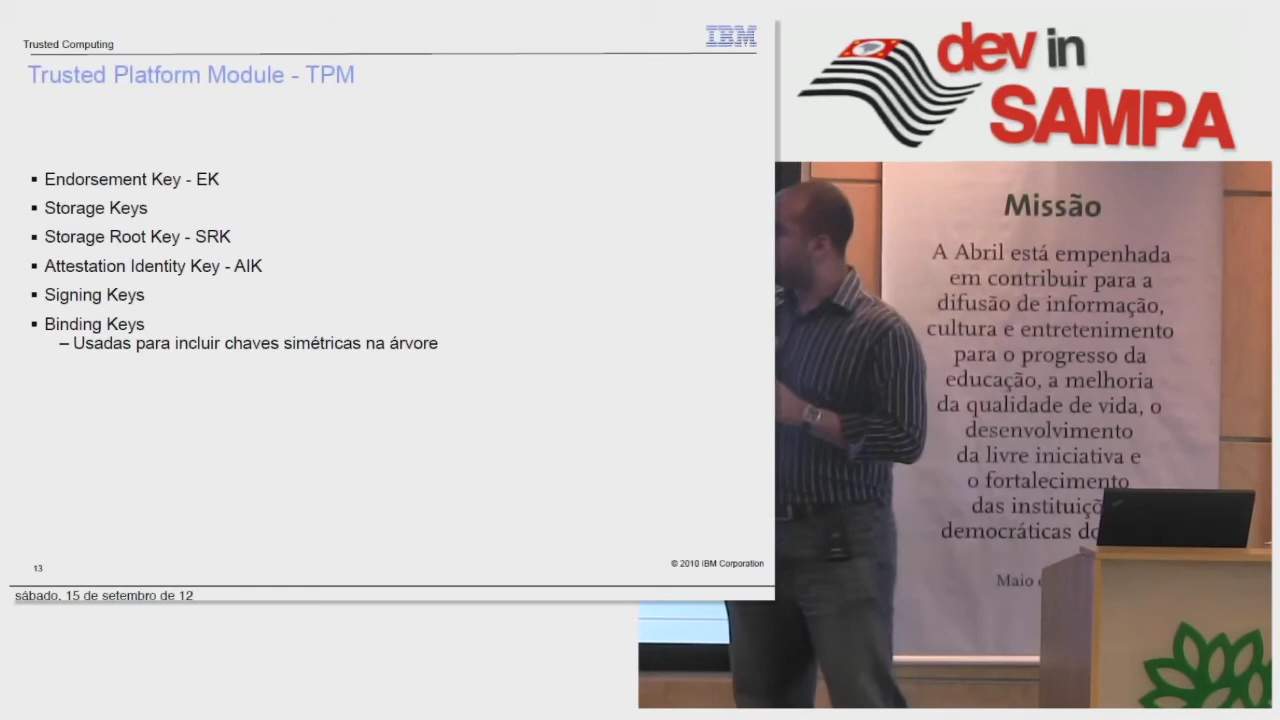 Trusted Computing
IBM
Trusted Platform Module - TPM
▪ Endorsement Key - EK
▪ Storage Keys
▪ Storage Root Key - SRK
▪ Attestation Identity Key - AIK
▪ Signing Keys
▪ Binding Keys
– Usadas para incluir chaves simétricas na árvore
13
© 2010 IBM Corporation
sábado, 15 de setembro de 12
dev in
SAMPA
Missão
A Abril está empenhada
em contribuir para a
difusão de informação,
cultura e entretenimento
para o progresso da
educação, a melhoria
da qualidade de vida, o
desenvolvimento
da livre iniciativa e
o fortalecimento
das instituiçõ
democráticas do
Maio